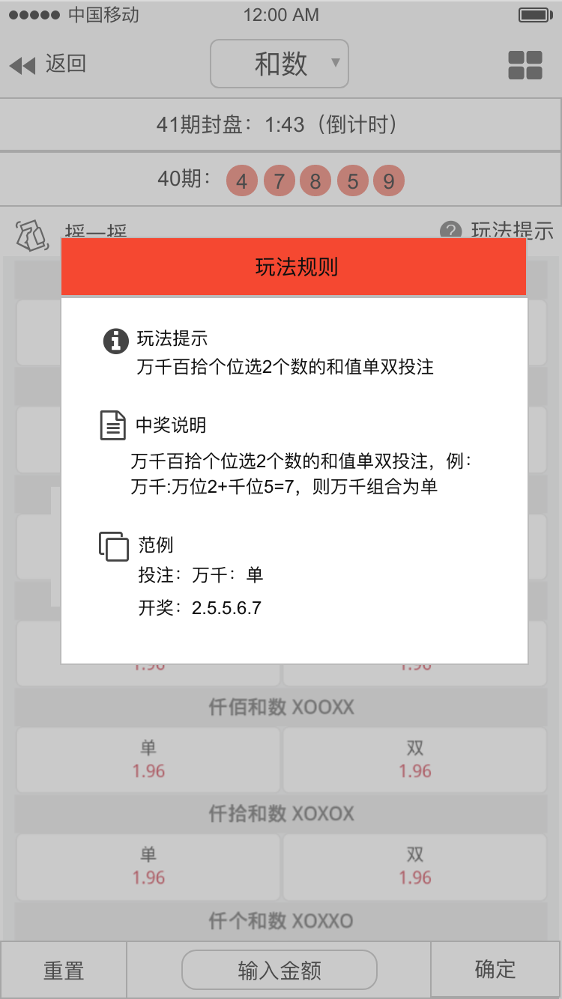 中国移动 12:00 AM
返回 和数
41期封盘：1:43（倒计时）
40期： 4 7 8 5 9
摇一摇 ? 玩法提示
玩法规则
玩法提示
万千百拾个位选2个数的和值单双投注
中奖说明
万千百拾个位选2个数的和值单双投注，例：
万千:万位2+千位5=7，则万千组合为单
范例
投注：万千：单
开奖：2.5.5.6.7
1.96 1.96
仟佰和数 XOOXX
单 双
1.96 1.96
仟拾和数 XOXOX
单 双
1.96 1.96
仟个和数 XOXXO
重置 输入金额 确定